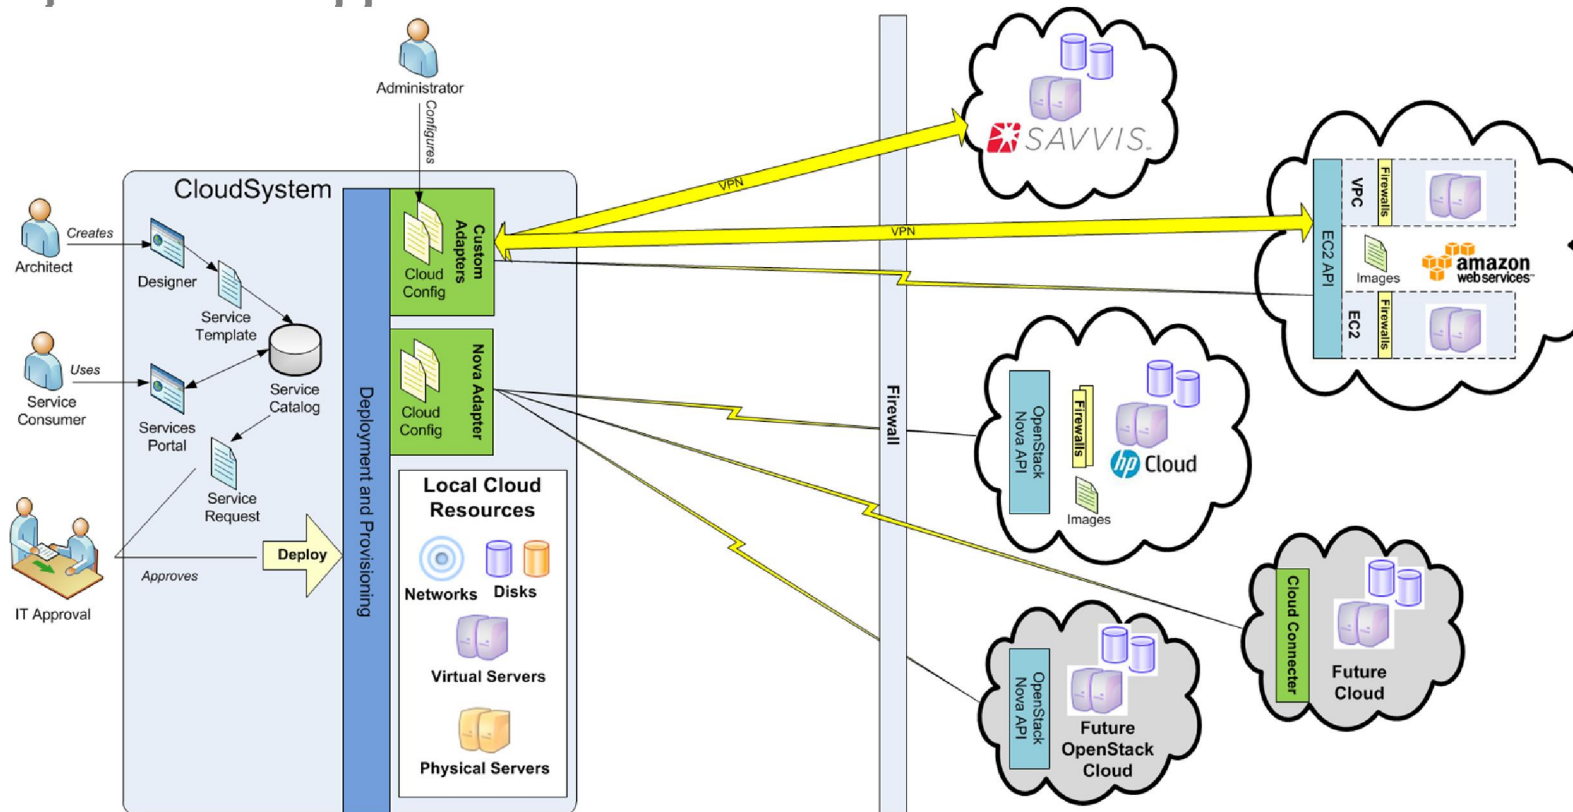 Administrator
Configures
CloudSystem
Architect
Creates
Designer
Service
Template
Service
Consumer
Uses
Services
Portal
Service
Catalog
Service
Request
IT Approval
Approves
Deploy
Deployment and Provisioning
Cloud
Config
Custom
Adapters
Cloud
Config
Nova Adapter
Local Cloud
Resources
Networks
Disks
Virtual Servers
Physical Servers
VPN
VPN
Firewall
SAVVIS
EC2 API
VPC
Firewalls
Images
amazon
webservices™
EC2
Firewalls
OpenStack
Nova API
Firewalls
hp Cloud
Images
Cloud Connecter
Future
Cloud
OpenStack
Nova API
Future
OpenStack
Cloud